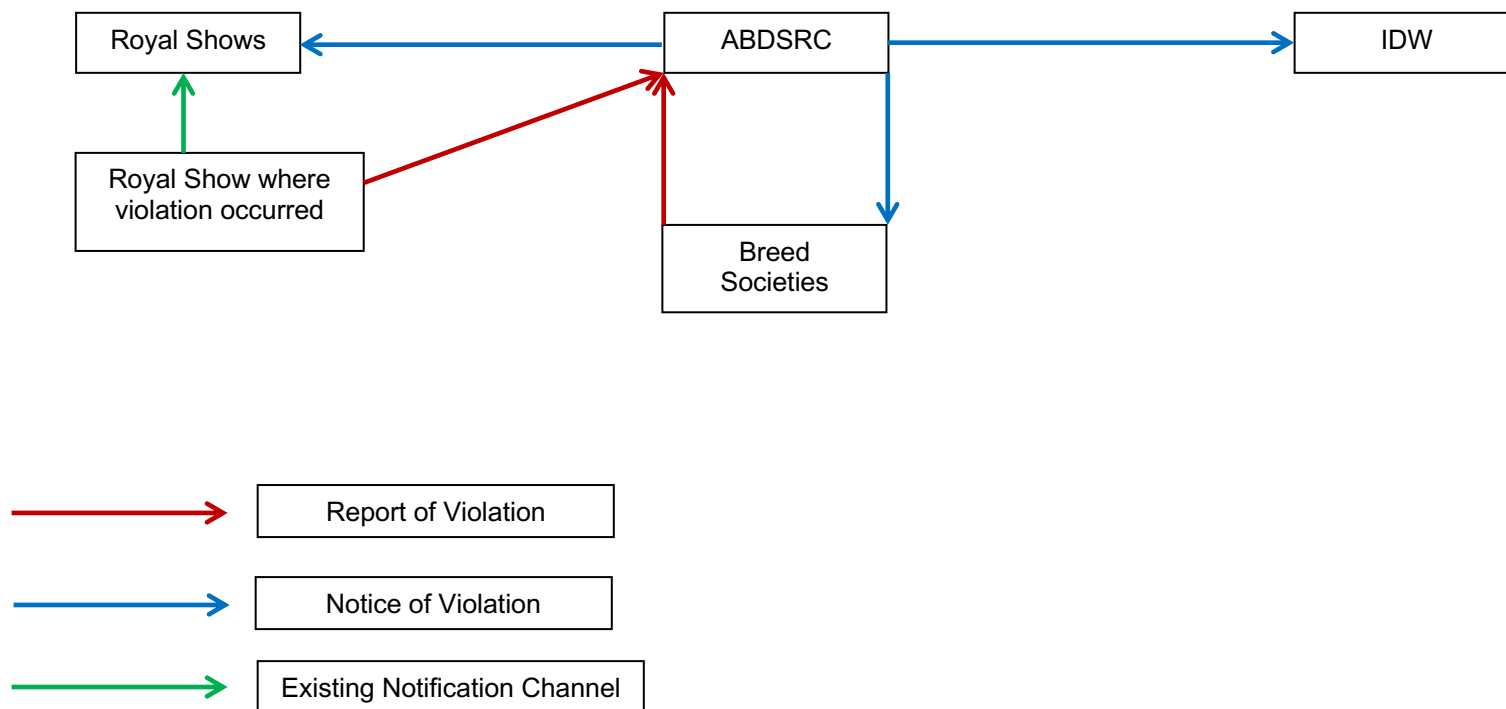 Royal Shows
ABDSRC
IDW
Royal Show where
violation occurred
Breed
Societies
Report of Violation
Notice of Violation
Existing Notification Channel